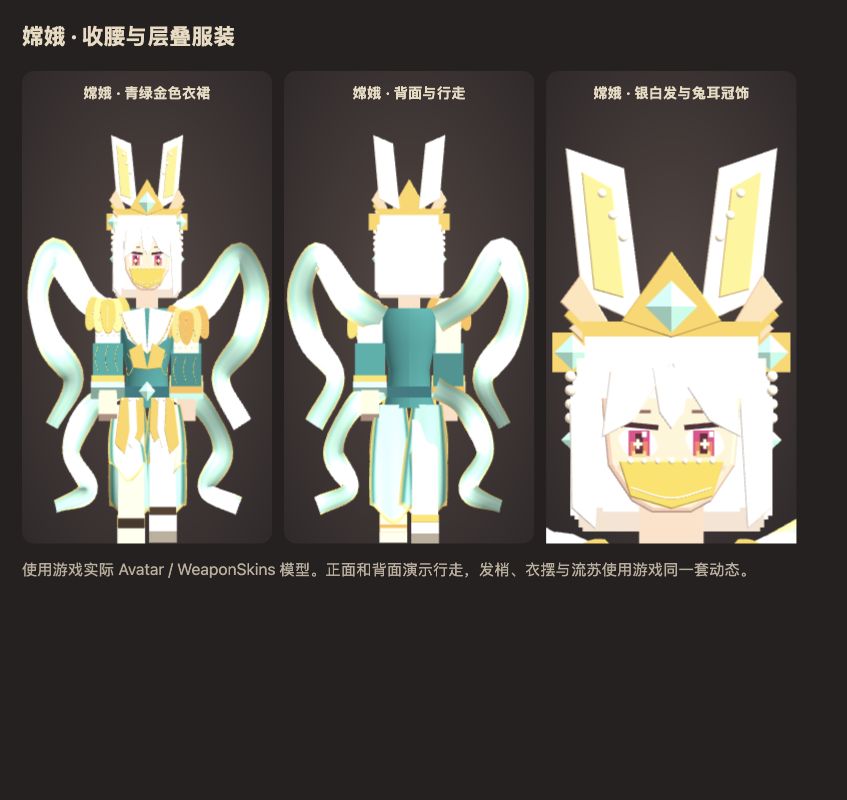 嫦娥 · 收腰与层叠服装
嫦娥 · 青绿金色衣裙
嫦娥 · 背面与行走
嫦娥 · 银白发与兔耳冠饰
使用游戏实际 Avatar / WeaponSkins 模型。正面和背面演示行走，发梢、衣摆与流苏使用游戏同一套动态。